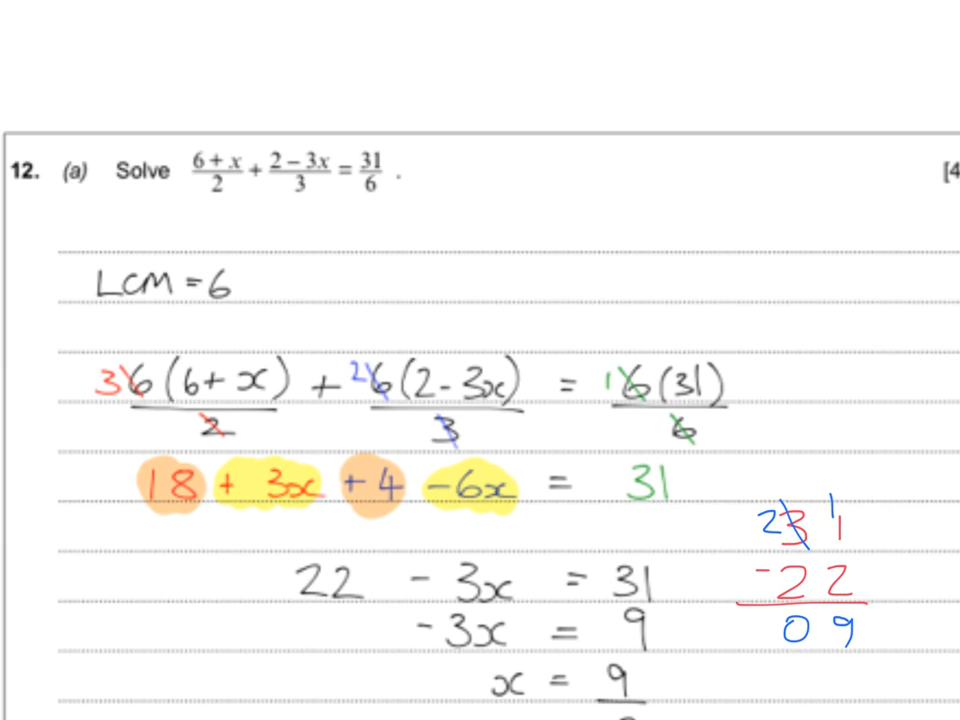 12. (a) Solve (6 + x)/2 + (2 − 3x)/3 = 31/6 . [4
LCM = 6
3 6(6 + x)/2 + 2 6(2 - 3x)/3 = 1 6(31)/6
18 + 3x + 4 - 6x = 31
2 3 1 1
22 - 3x = 31 - 2 2
-3x = 9 0 9
x = 9